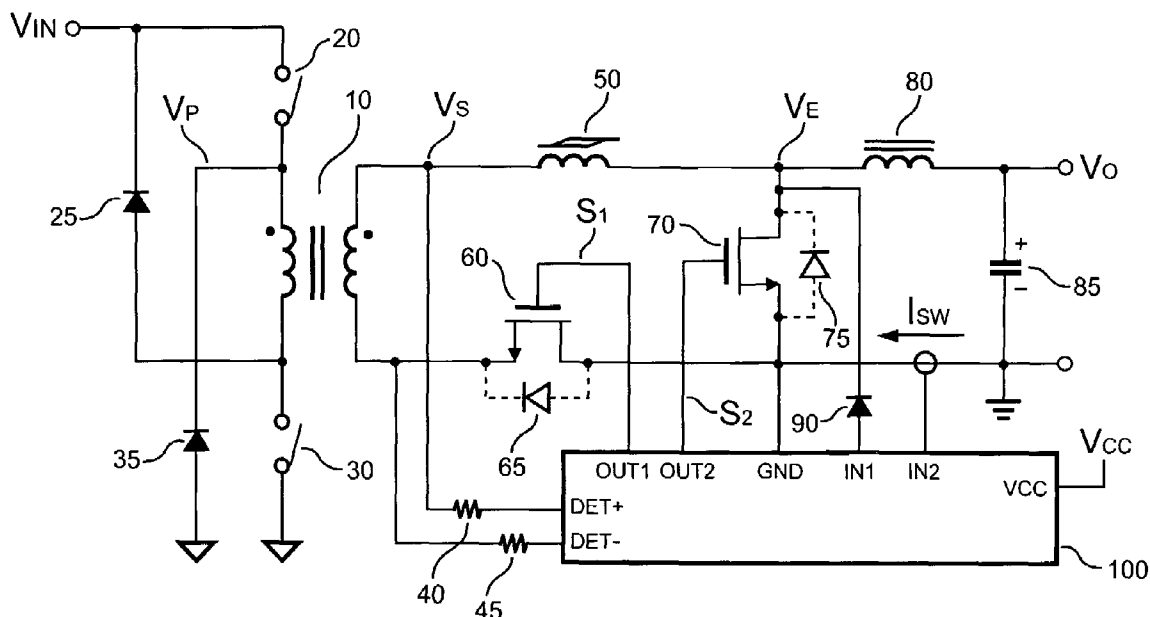 VIN
20
VP
10
VS
50
VE
80
VO
25
S1
60
70
75
+
85
−
ISW
35
30
65
S2
90
VCC
OUT1 OUT2 GND IN1 IN2
VCC
DET+
DET-
40
45
100